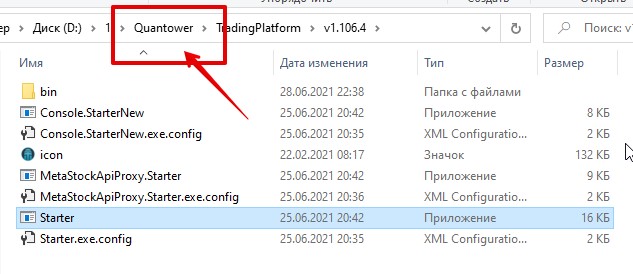 Упорядочить
Создать
Открыть
ер › Диск (D:) › 1 › Quantower › TradingPlatform › v1.106.4 ›
Поиск: v1
Имя Дата изменения Тип Размер
bin 28.06.2021 22:38 Папка с файлами
Console.StarterNew 25.06.2021 20:42 Приложение 8 КБ
Console.StarterNew.exe.config 25.06.2021 20:35 XML Configuratio... 2 КБ
icon 22.02.2021 08:17 Значок 132 КБ
MetaStockApiProxy.Starter 25.06.2021 20:42 Приложение 9 КБ
MetaStockApiProxy.Starter.exe.config 25.06.2021 20:36 XML Configuratio... 2 КБ
Starter 25.06.2021 20:42 Приложение 16 КБ
Starter.exe.config 25.06.2021 20:35 XML Configuratio... 2 КБ